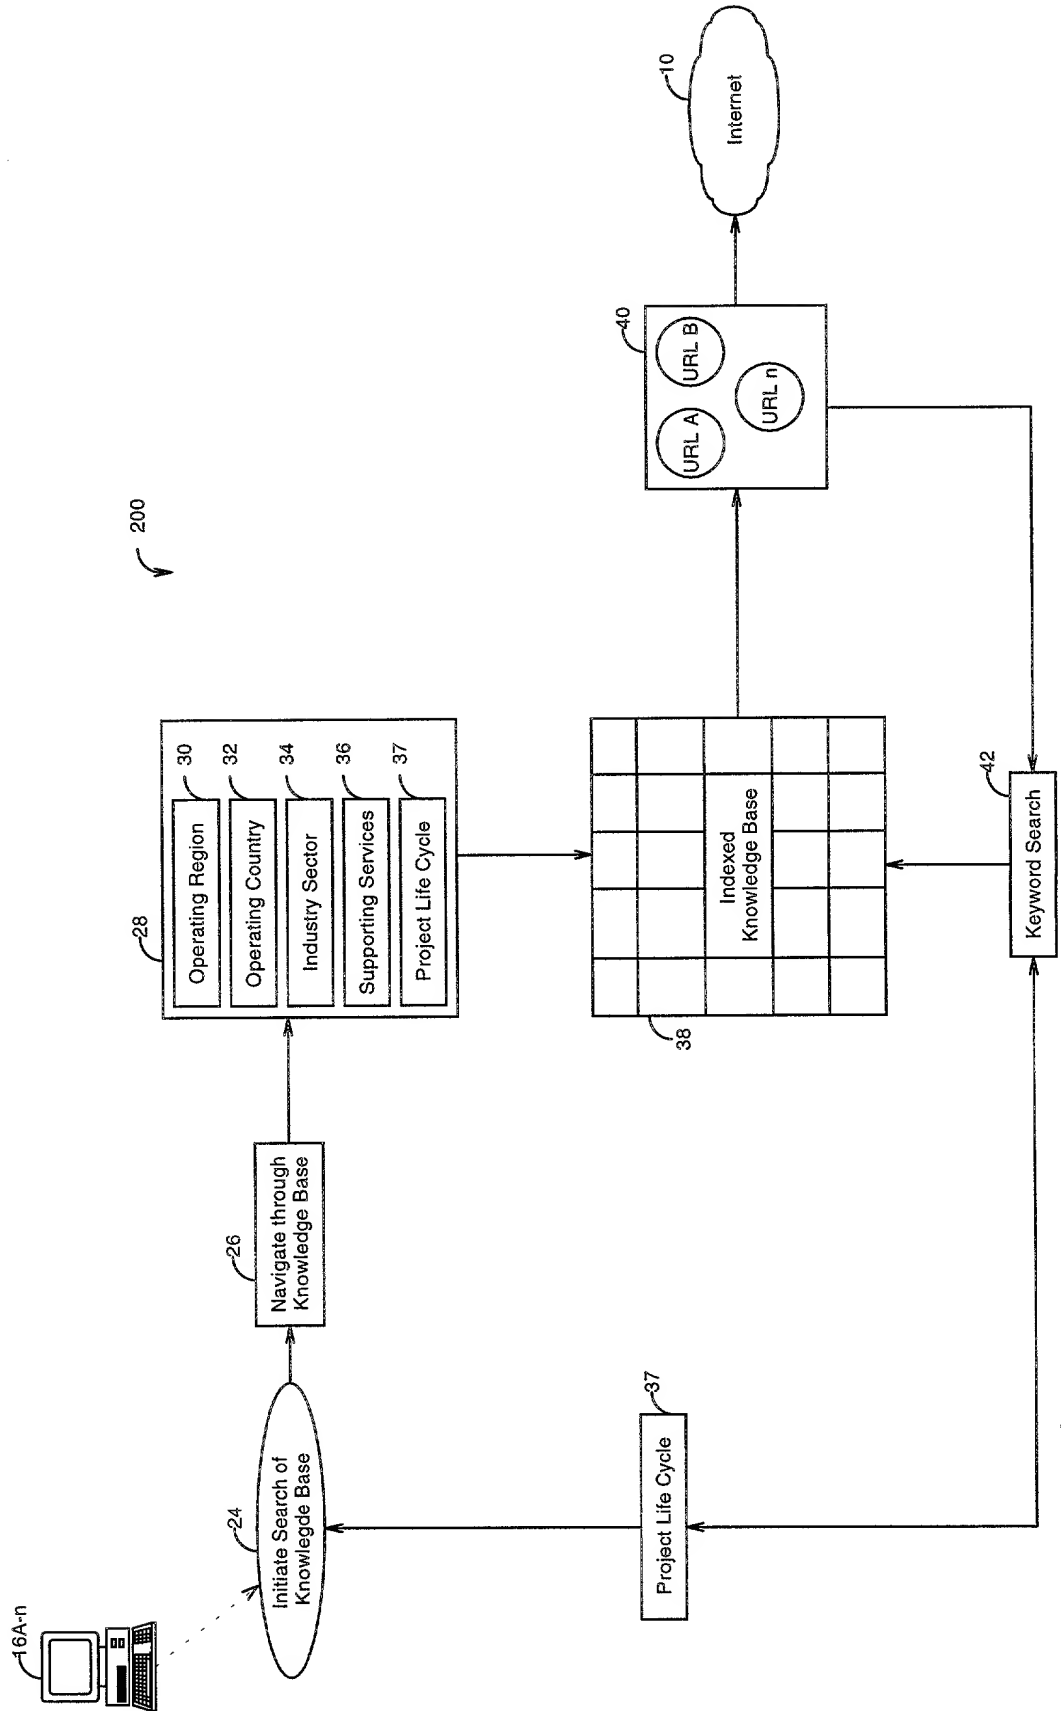 16A-n
200
24
Initiate Search of
Knowlegde Base
26
Navigate through
Knowledge Base
28
Operating Region
30
Operating Country
32
Industry Sector
34
Supporting Services
36
Project Life Cycle
37
38
Indexed
Knowledge Base
40
URL A
URL B
URL n
10
Internet
37
Project Life Cycle
42
Keyword Search